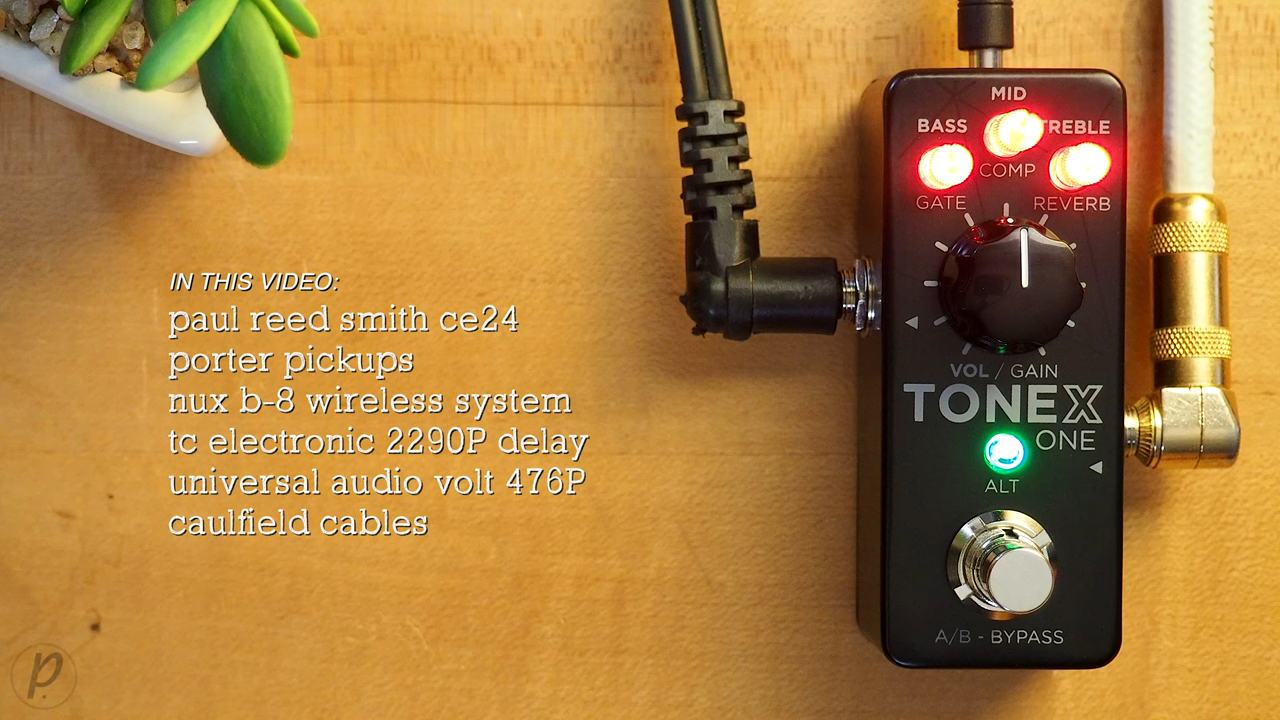 IN THIS VIDEO:
paul reed smith ce24
porter pickups
nux b-8 wireless system
tc electronic 2290P delay
universal audio volt 476P
caulfield cables
MID
BASS TREBLE
COMP
GATE REVERB
VOL / GAIN
TONEX
ONE
ALT
A/B - BYPASS
p.